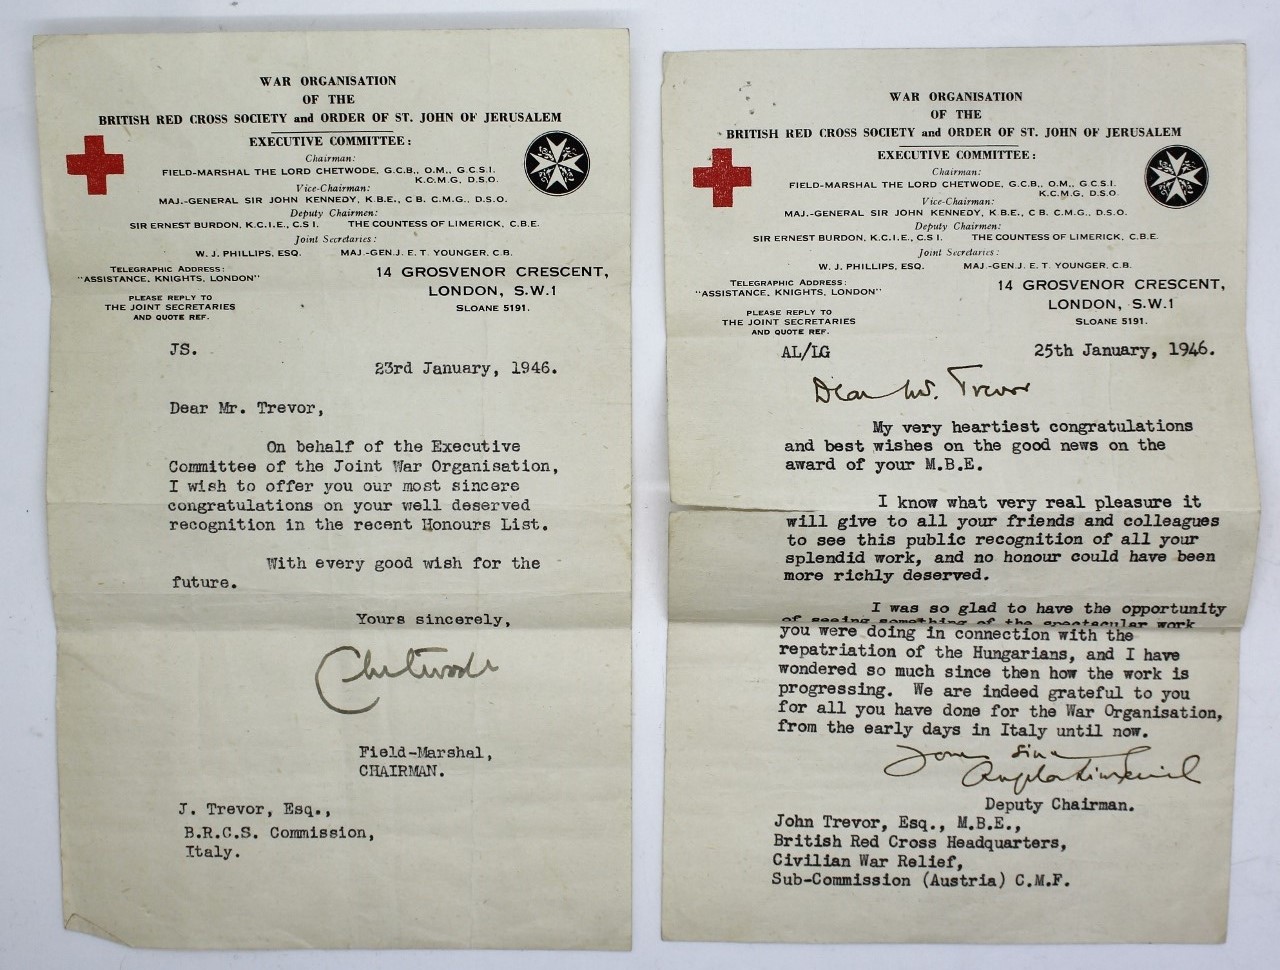 WAR ORGANISATION
OF THE
BRITISH RED CROSS SOCIETY and ORDER OF ST. JOHN OF JERUSALEM
EXECUTIVE COMMITTEE:
Chairman:
FIELD-MARSHAL THE LORD CHETWODE, G.C.B., O.M., G.C.S.I.
K.C.M.G, D.S.O.
Vice-Chairman:
MAJ.-GENERAL SIR JOHN KENNEDY, K.B.E., C B. C.M.G., D.S.O.
Deputy Chairmen:
SIR ERNEST BURDON, K.C.I.E., C.S I. THE COUNTESS OF LIMERICK, C.B.E.
Joint Secretaries:
W. J. PHILLIPS, ESQ. MAJ.-GEN.J. E. T. YOUNGER, C.B.
TELEGRAPHIC ADDRESS:
"ASSISTANCE, KNIGHTS, LONDON"
PLEASE REPLY TO
THE JOINT SECRETARIES
AND QUOTE REF.
14 GROSVENOR CRESCENT,
LONDON, S.W.1
SLOANE 5191.
JS.
23rd January, 1946.
Dear Mr. Trevor,
On behalf of the Executive
Committee of the Joint War Organisation,
I wish to offer you our most sincere
congratulations on your well deserved
recognition in the recent Honours List.
With every good wish for the
future.
Yours sincerely,
Chetwode
Field-Marshal,
CHAIRMAN.
J. Trevor, Esq.,
B.R.C.S. Commission,
Italy.
WAR ORGANISATION
OF THE
BRITISH RED CROSS SOCIETY and ORDER OF ST. JOHN OF JERUSALEM
EXECUTIVE COMMITTEE:
Chairman:
FIELD-MARSHAL THE LORD CHETWODE, G.C.B., O.M., G.C.S.I.
K.C.M.G, D.S.O.
Vice-Chairman:
MAJ.-GENERAL SIR JOHN KENNEDY, K.B.E., C B. C.M.G., D.S.O.
Deputy Chairmen:
SIR ERNEST BURDON, K.C.I.E., C.S I. THE COUNTESS OF LIMERICK, C.B.E.
Joint Secretaries:
W. J. PHILLIPS, ESQ. MAJ.-GEN.J. E. T. YOUNGER, C.B.
TELEGRAPHIC ADDRESS:
"ASSISTANCE, KNIGHTS, LONDON"
PLEASE REPLY TO
THE JOINT SECRETARIES
AND QUOTE REF.
14 GROSVENOR CRESCENT,
LONDON, S.W.1
SLOANE 5191.
AL/LG
25th January, 1946.
Dear Mr. Trevor
My very heartiest congratulations
and best wishes on the good news on the
award of your M.B.E.
I know what very real pleasure it
will give to all your friends and colleagues
to see this public recognition of all your
splendid work, and no honour could have been
more richly deserved.
I was so glad to have the opportunity
of seeing something of the spectacular work
you were doing in connection with the
repatriation of the Hungarians, and I have
wondered so much since then how the work is
progressing. We are indeed grateful to you
for all you have done for the War Organisation,
from the early days in Italy until now.
Angela Limerick
Deputy Chairman.
John Trevor, Esq., M.B.E.,
British Red Cross Headquarters,
Civilian War Relief,
Sub-Commission (Austria) C.M.F.